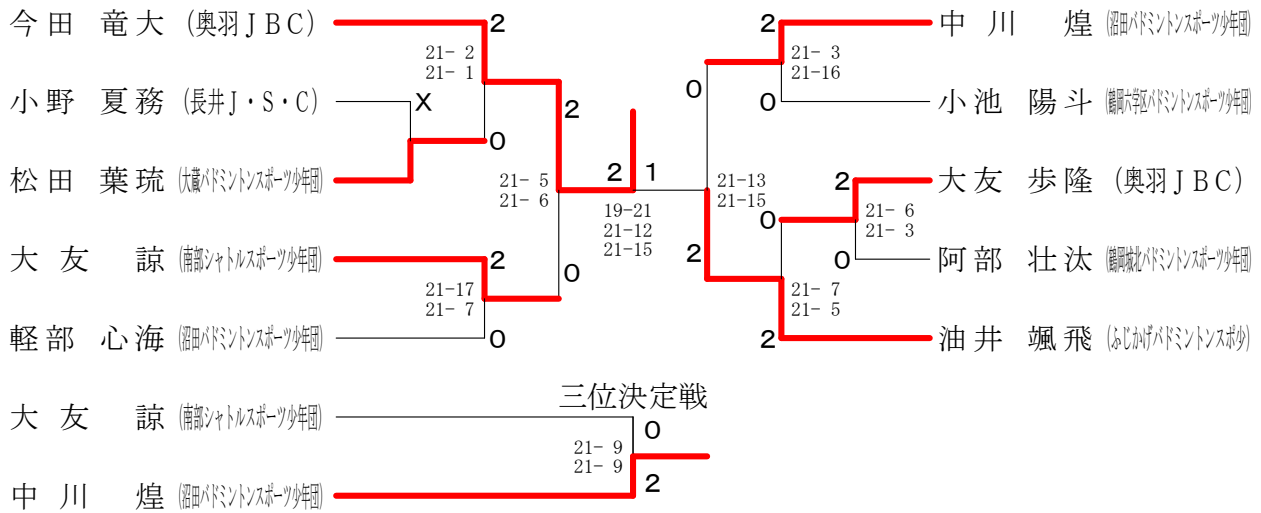 今田 竜大 (奥羽JBC)
2
21- 2
21- 1
小野 夏務 (長井J・S・C)
X
0
松田 葉琉 (大蔵バドミントンスポーツ少年団)
2
21- 5
21- 6
大友 諒 (南部シャトルスポーツ少年団)
2
0
21-17
21- 7
軽部 心海 (沼田バドミントンスポーツ少年団)
0
2 1
19-21
21-12
21-15
2
中川 煌 (沼田バドミントンスポーツ少年団)
21- 3
21-16
0
0
小池 陽斗 (鶴岡六学区バドミントンスポーツ少年団)
21-13
21-15
2
大友 歩隆 (奥羽JBC)
0
21- 6
21- 3
2
0
阿部 壮汰 (鶴岡城北バドミントンスポーツ少年団)
21- 7
21- 5
2
油井 颯飛 (ふじかげバドミントンスポ少)
三位決定戦
大友 諒 (南部シャトルスポーツ少年団)
0
21- 9
21- 9
2
中川 煌 (沼田バドミントンスポーツ少年団)